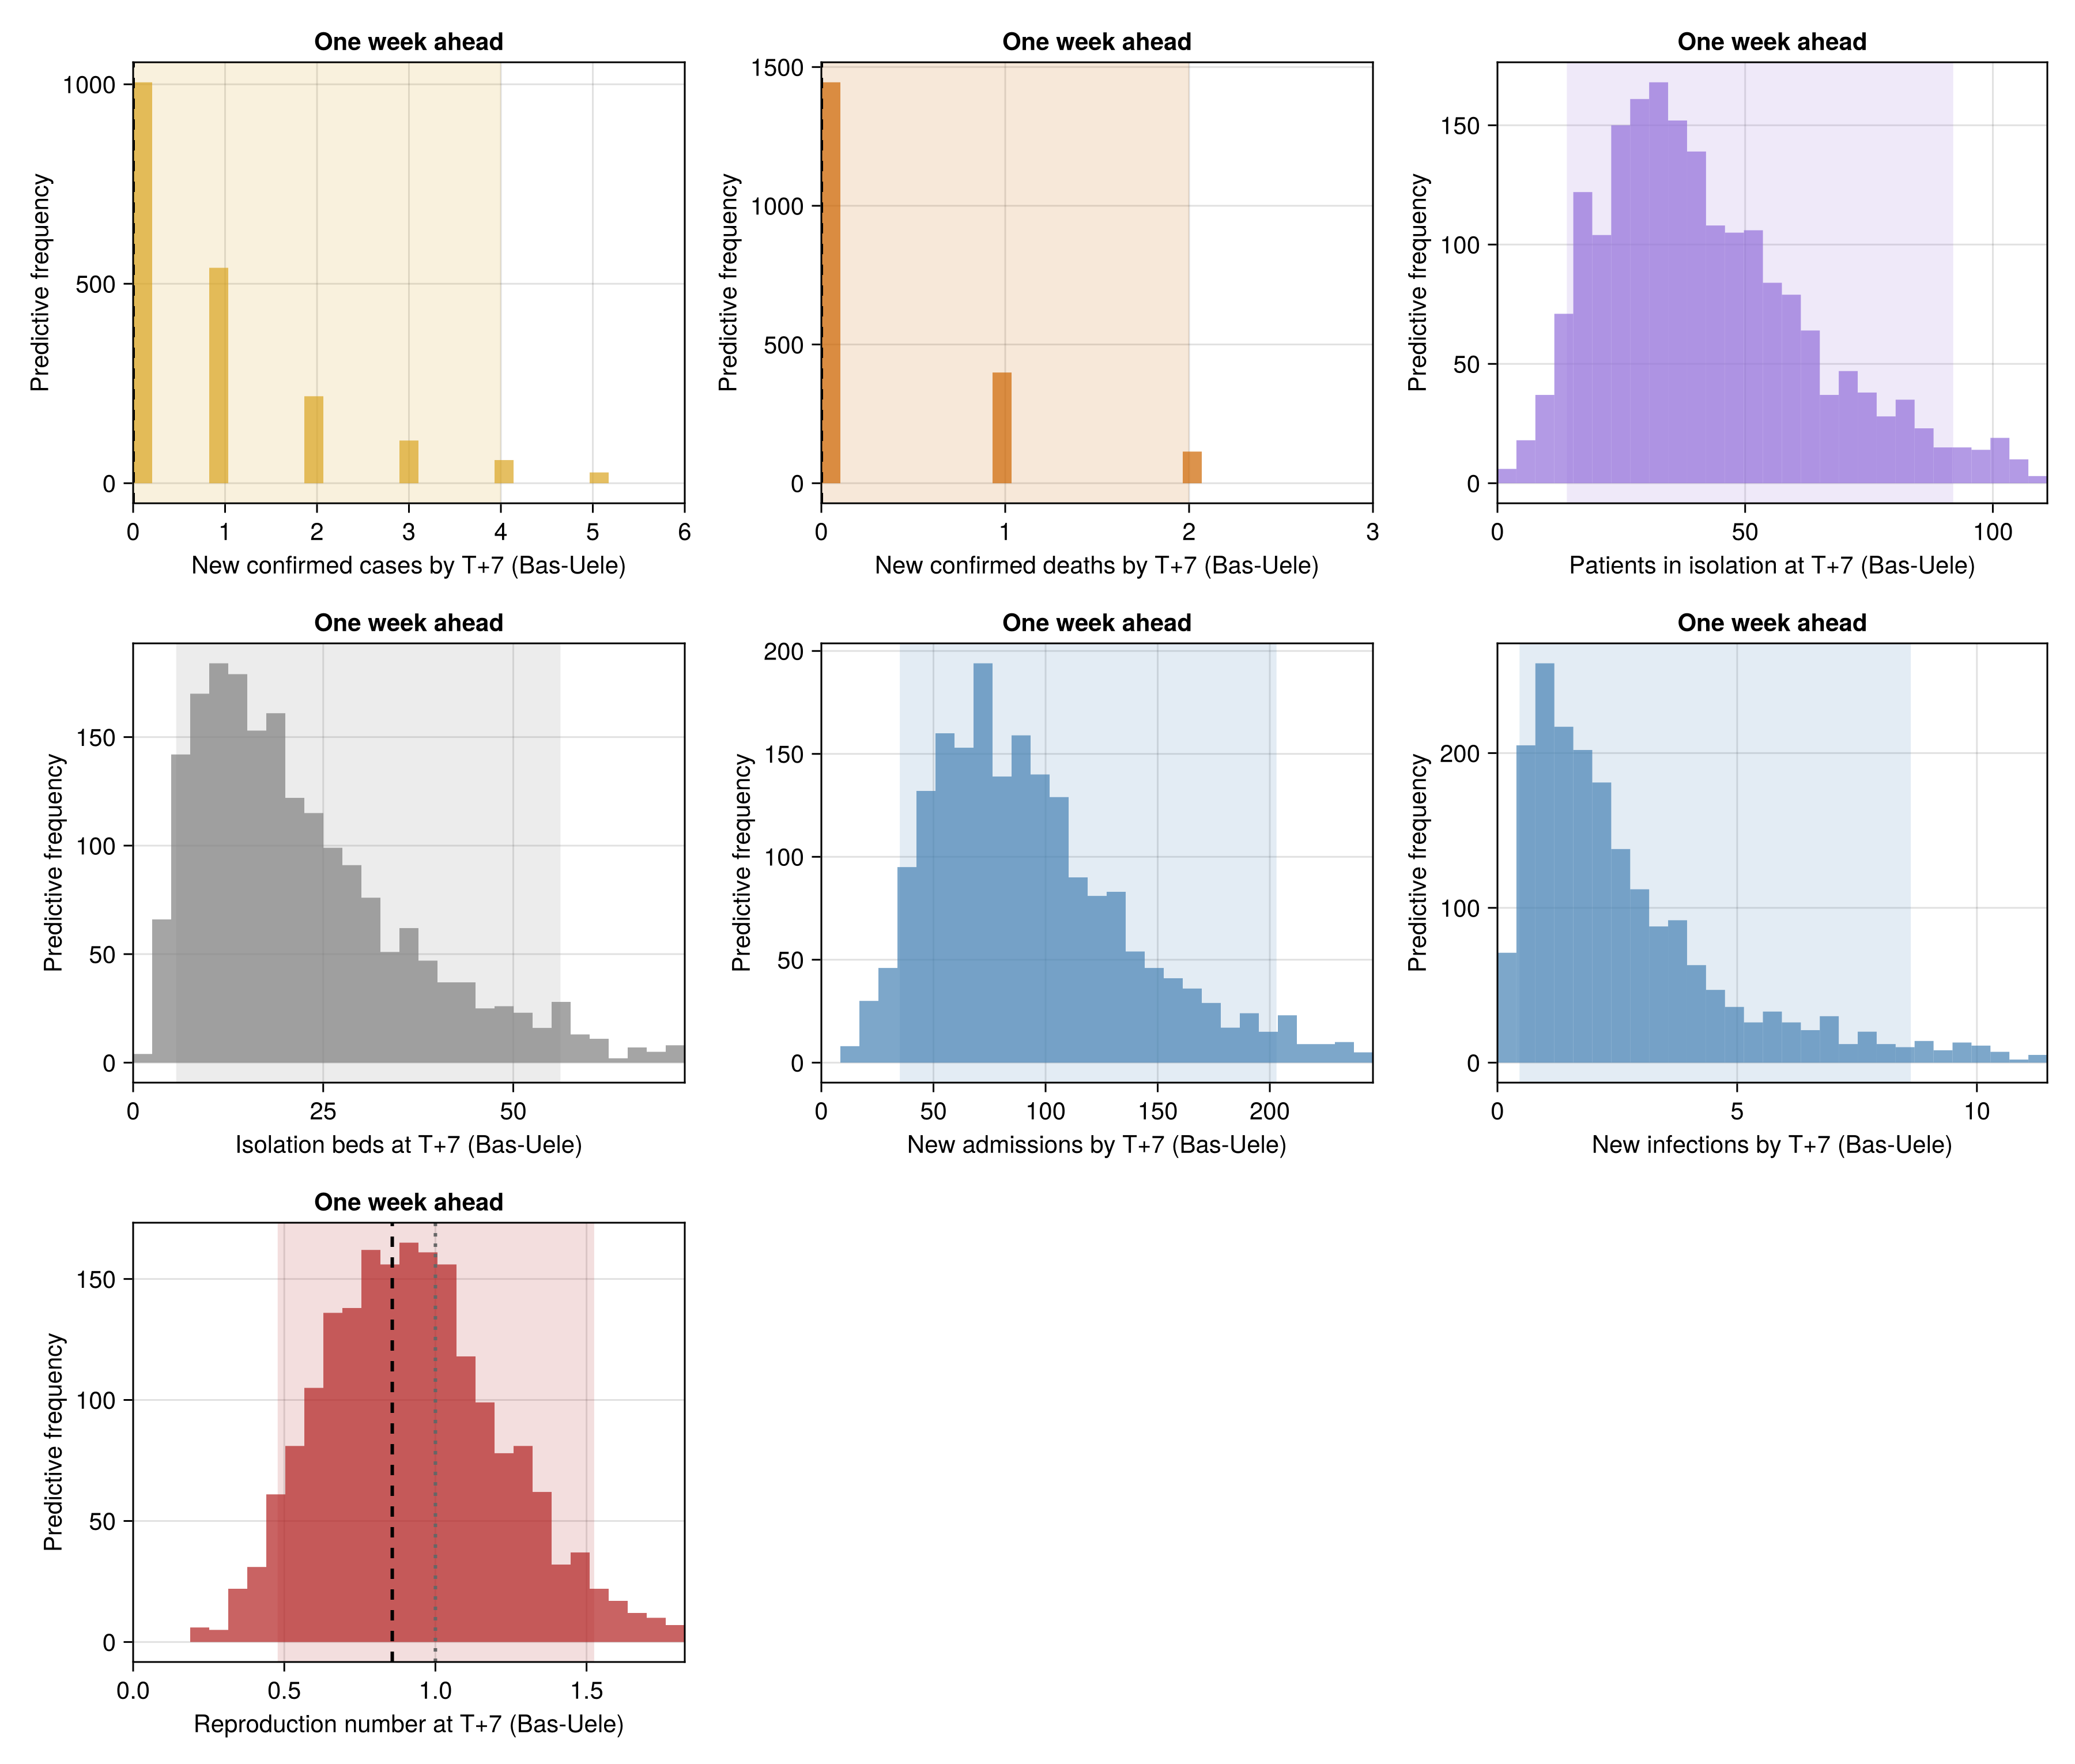 One week ahead
Predictive frequency
1000
500
0
0 1 2 3 4 5 6
New confirmed cases by T+7 (Bas-Uele)
One week ahead
Predictive frequency
1500
1000
500
0
0 1 2 3
New confirmed deaths by T+7 (Bas-Uele)
One week ahead
Predictive frequency
150
100
50
0
0 50 100
Patients in isolation at T+7 (Bas-Uele)
One week ahead
Predictive frequency
150
100
50
0
0 25 50
Isolation beds at T+7 (Bas-Uele)
One week ahead
Predictive frequency
200
150
100
50
0
0 50 100 150 200
New admissions by T+7 (Bas-Uele)
One week ahead
Predictive frequency
200
100
0
0 5 10
New infections by T+7 (Bas-Uele)
One week ahead
Predictive frequency
150
100
50
0
0.0 0.5 1.0 1.5
Reproduction number at T+7 (Bas-Uele)